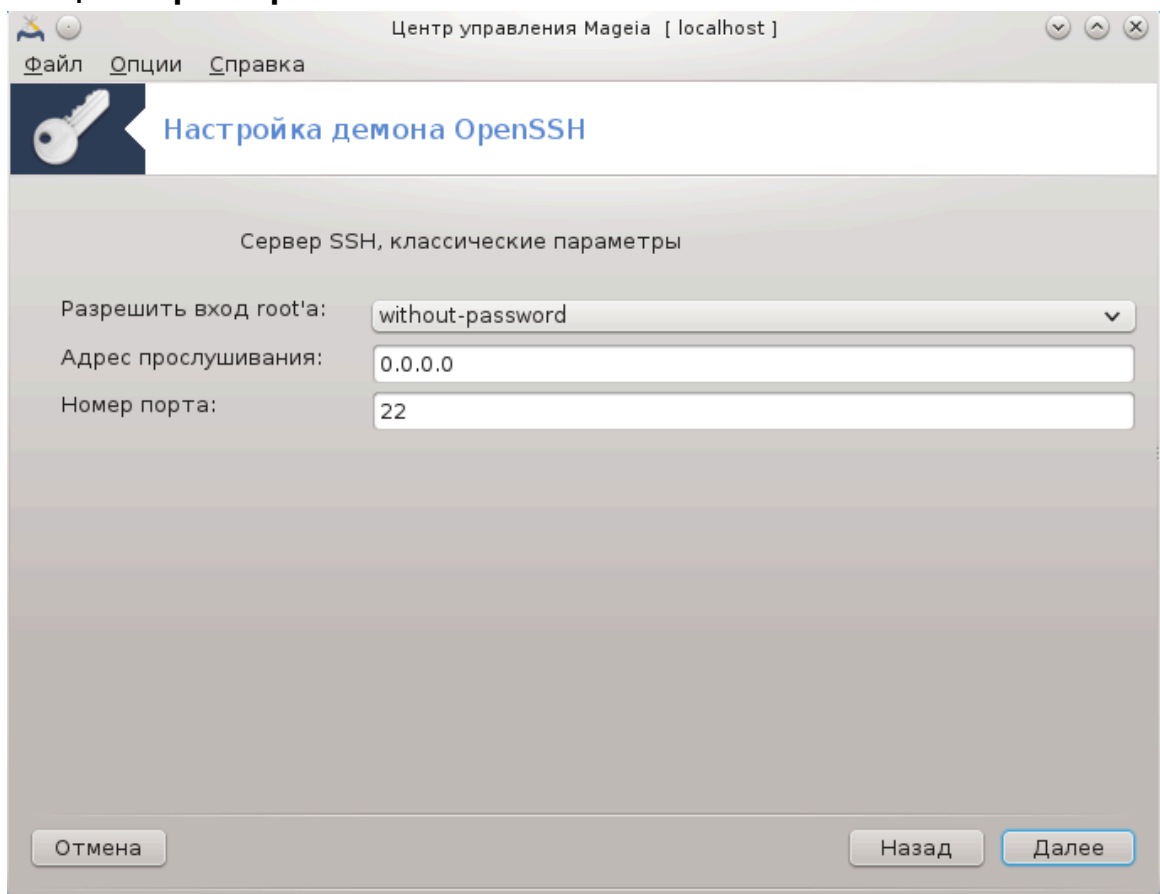 Центр управления Mageia [ localhost ]
Файл Опции Справка
Настройка демона OpenSSH
Сервер SSH, классические параметры
Разрешить вход root'а: without-password
Адрес прослушивания: 0.0.0.0
Номер порта: 22
Отмена Назад Далее